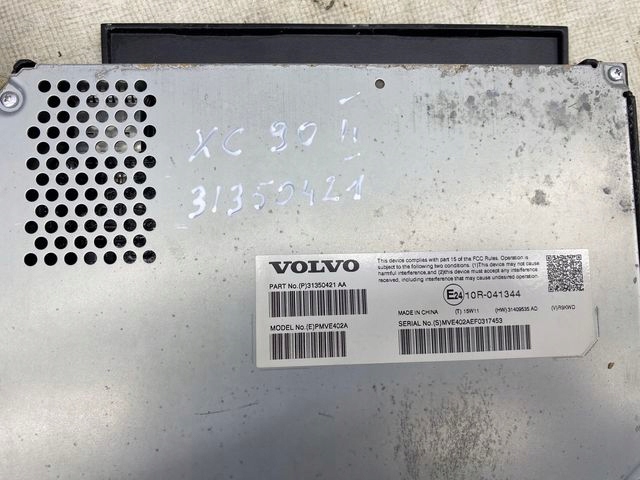 XC 90 II
31350421
VOLVO
This device complies with part 15 of the FCC Rules. Operation is
subject to the following two conditions. (1)This device may not cause
harmful interference,and (2)this device must accept any interference
received, including interference that may cause undesired operation.
PART NO.(P)31350421 AA
E24 10R-041344
MADE IN CHINA (T) 15W11 (HW)31409535 AD (V)R9KWD
MODEL NO.(E)PMVE402A
SERIAL NO.(S)MVE402AEF0317453